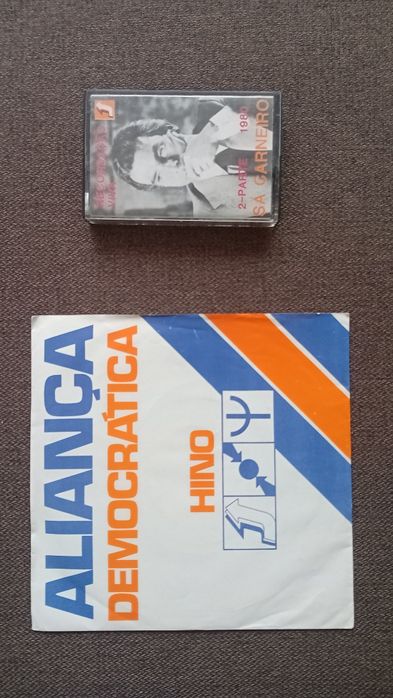 2-PARTE 1980
SÁ CARNEIRO
ALIANÇA
DEMOCRÁTICA
HINO